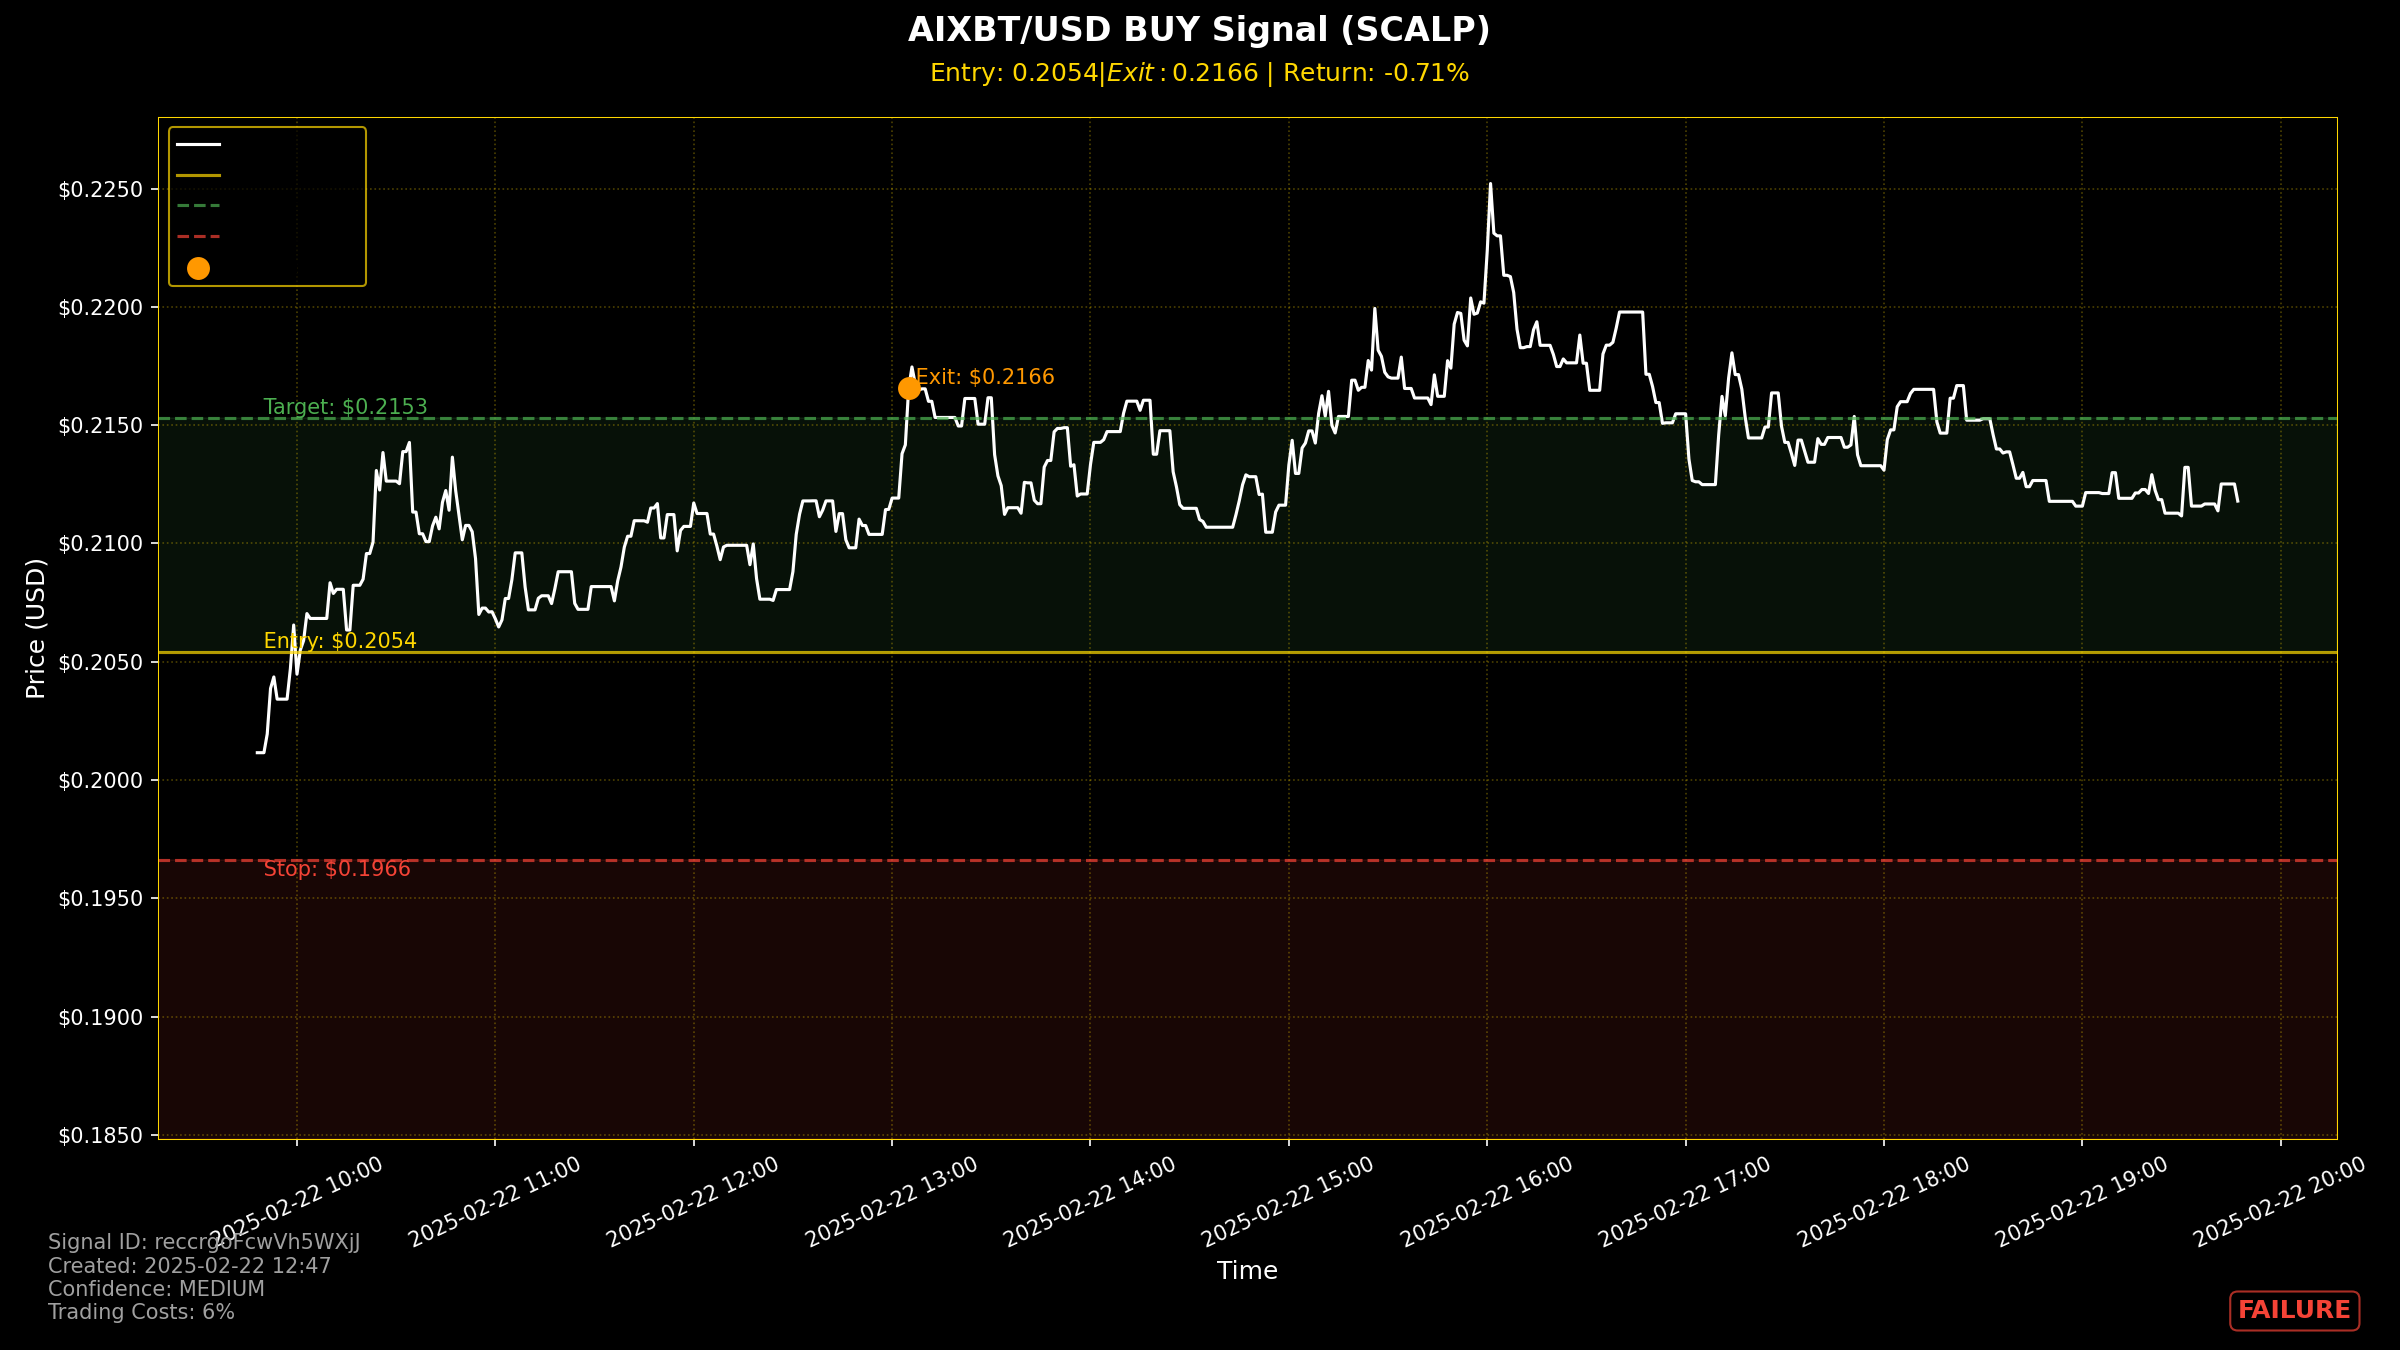 AIXBT/USD BUY Signal (SCALP)
Entry: 0.2054|Exit:0.2166 | Return: -0.71%
$0.2250
$0.2200
$0.2150
$0.2100
$0.2050
$0.2000
$0.1950
$0.1900
$0.1850
Price (USD)
Exit: $0.2166
Target: $0.2153
Entry: $0.2054
Stop: $0.1966
2025-02-22 10:00
2025-02-22 11:00
2025-02-22 12:00
2025-02-22 13:00
2025-02-22 14:00
2025-02-22 15:00
2025-02-22 16:00
2025-02-22 17:00
2025-02-22 18:00
2025-02-22 19:00
2025-02-22 20:00
Time
Signal ID: reccrgoFcwVh5WXjJ
Created: 2025-02-22 12:47
Confidence: MEDIUM
Trading Costs: 6%
FAILURE